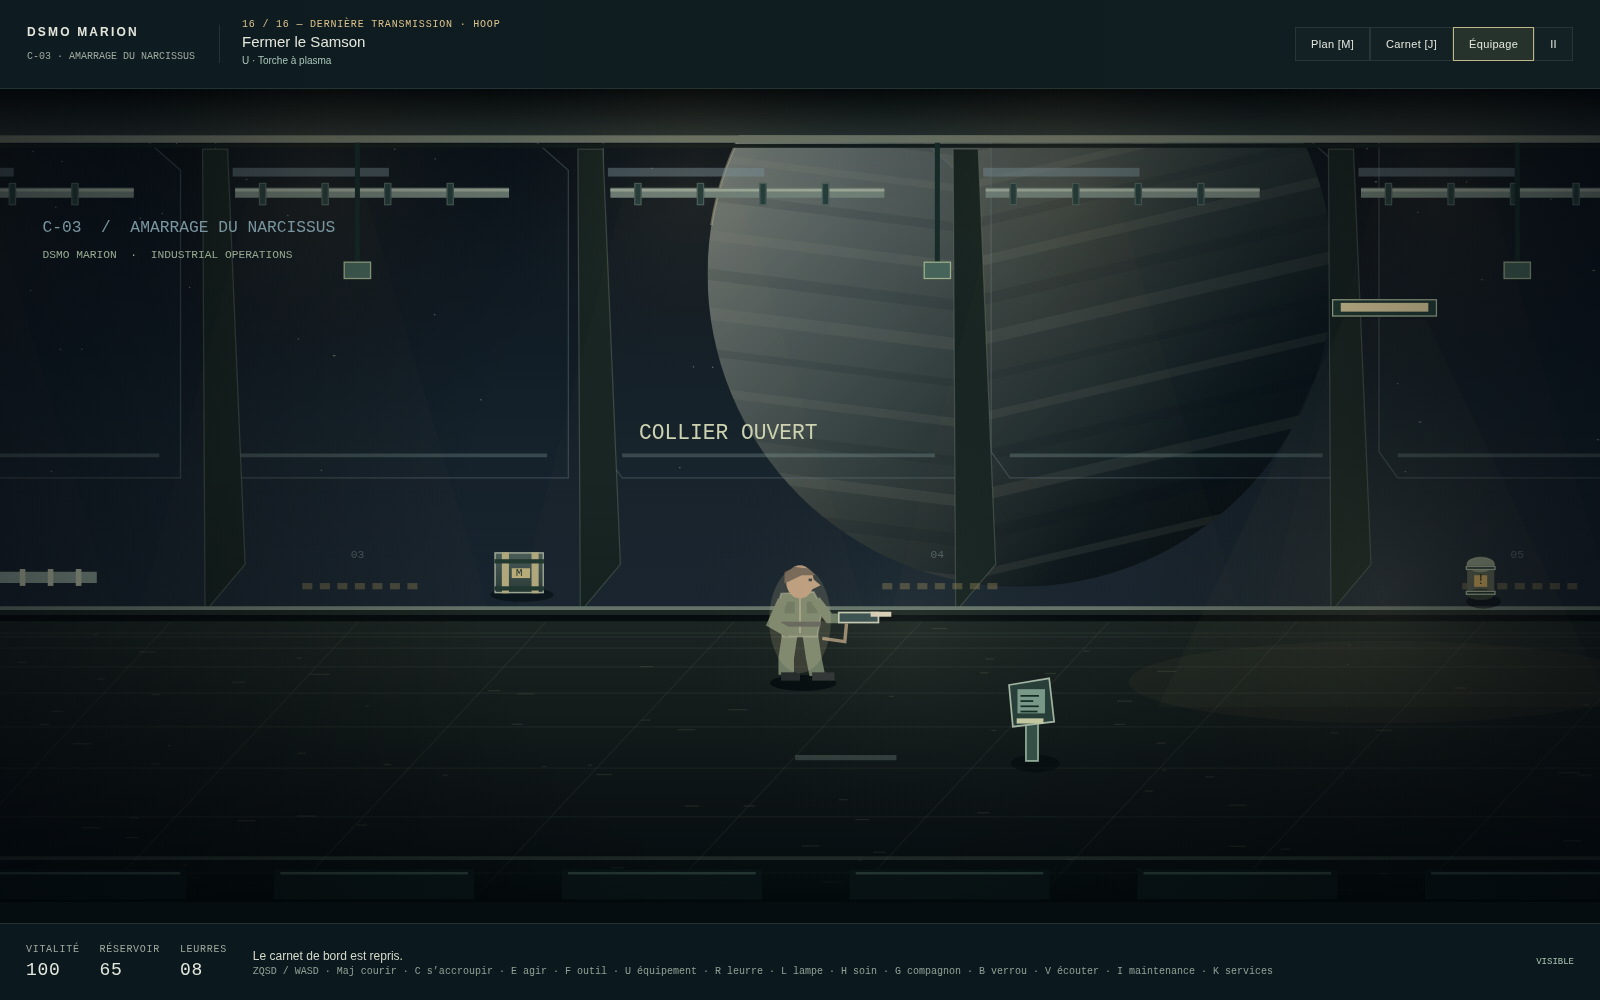 DSMO MARION
C-03 · AMARRAGE DU NARCISSUS
16 / 16 — DERNIÈRE TRANSMISSION · HOOP
Fermer le Samson
U · Torche à plasma
Plan [M]
Carnet [J]
Équipage
II
C-03 / AMARRAGE DU NARCISSUS
DSMO MARION · INDUSTRIAL OPERATIONS
COLLIER OUVERT
03
04
05
M
!
VITALITÉ
100
RÉSERVOIR
65
LEURRES
08
Le carnet de bord est repris.
ZQSD / WASD · Maj courir · C s’accroupir · E agir · F outil · U équipement · R leurre · L lampe · H soin · G compagnon · B verrou · V écouter · I maintenance · K services
VISIBLE